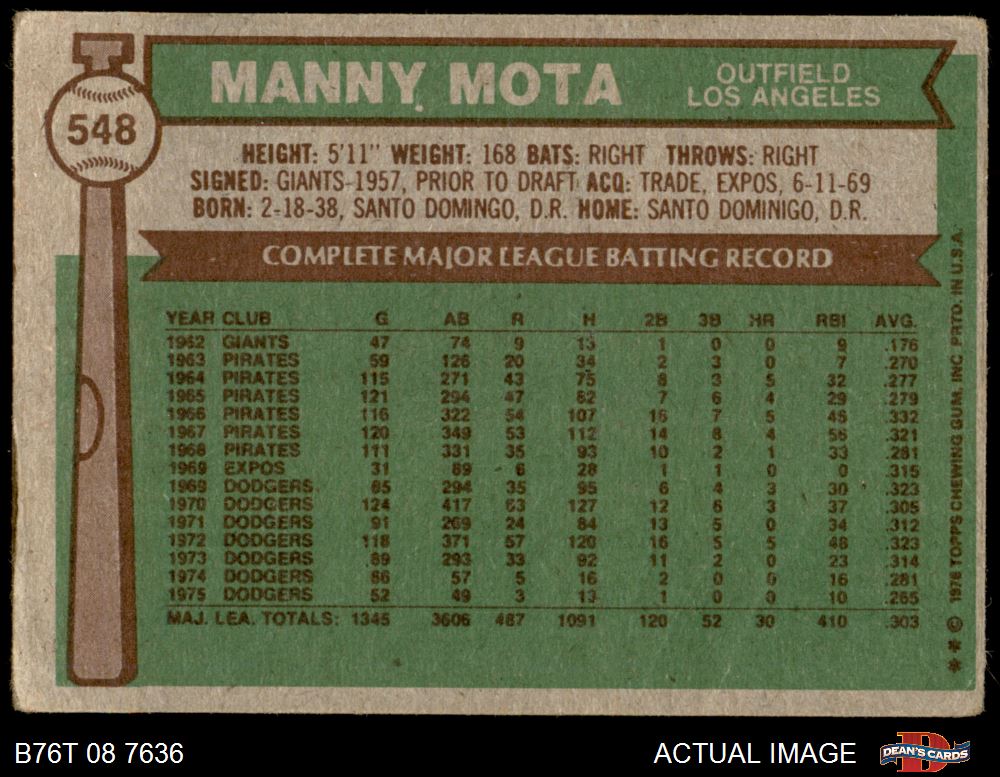 548
MANNY MOTA
OUTFIELD
LOS ANGELES
HEIGHT: 5'11" WEIGHT: 168 BATS: RIGHT THROWS: RIGHT
SIGNED: GIANTS-1957, PRIOR TO DRAFT ACQ: TRADE, EXPOS, 6-11-69
BORN: 2-18-38, SANTO DOMINGO, D.R. HOME: SANTO DOMINIGO, D.R.
COMPLETE MAJOR LEAGUE BATTING RECORD
YEAR CLUB G AB R H 2B 3B HR RBI AVG.
1962 GIANTS 47 74 9 13 1 0 0 9 .176
1963 PIRATES 59 126 20 34 2 3 0 7 .270
1964 PIRATES 115 271 43 75 8 3 5 32 .277
1965 PIRATES 121 294 47 82 7 6 4 29 .279
1966 PIRATES 116 322 54 107 16 7 5 46 .332
1967 PIRATES 120 349 53 112 14 8 4 56 .321
1968 PIRATES 111 331 35 93 10 2 1 33 .281
1969 EXPOS 31 89 6 28 1 1 0 0 .315
1969 DODGERS 85 294 35 95 6 4 3 30 .323
1970 DODGERS 124 417 63 127 12 6 3 37 .305
1971 DODGERS 91 269 24 84 13 5 0 34 .312
1972 DODGERS 118 371 57 120 16 5 5 48 .323
1973 DODGERS 89 293 33 92 11 2 0 23 .314
1974 DODGERS 66 57 5 16 2 0 0 16 .281
1975 DODGERS 52 49 3 13 1 0 0 10 .265
MAJ. LEA. TOTALS: 1345 3606 487 1091 120 52 30 410 .303
** © 1976 TOPPS CHEWING GUM, INC. PRTD. IN U.S.A.
B76T 08 7636
ACTUAL IMAGE
DEAN'S CARDS